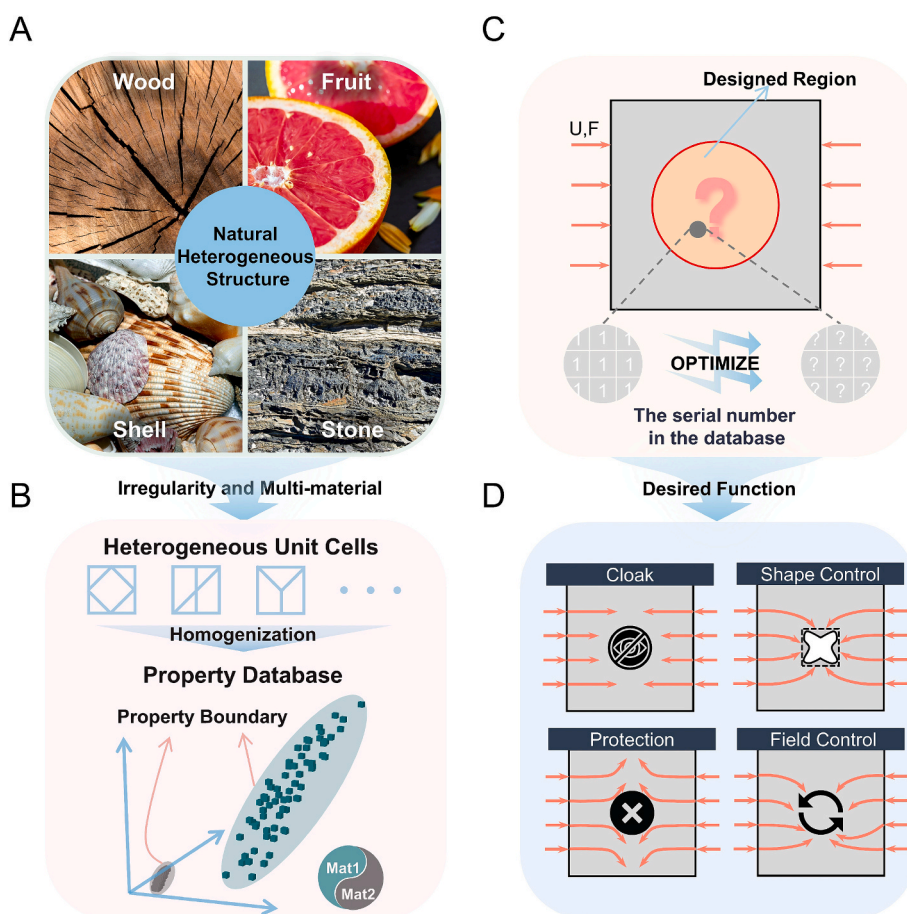 A
Wood
Fruit
Natural
Heterogeneous
Structure
Shell
Stone
Irregularity and Multi-material
B
Heterogeneous Unit Cells
Homogenization
Property Database
Property Boundary
Mat1
Mat2
C
Designed Region
U,F
?
1 1 1
1 1 1
1 1 1
OPTIMIZE
? ? ?
? ? ?
? ? ?
The serial number
in the database
Desired Function
D
Cloak
Shape Control
Protection
Field Control